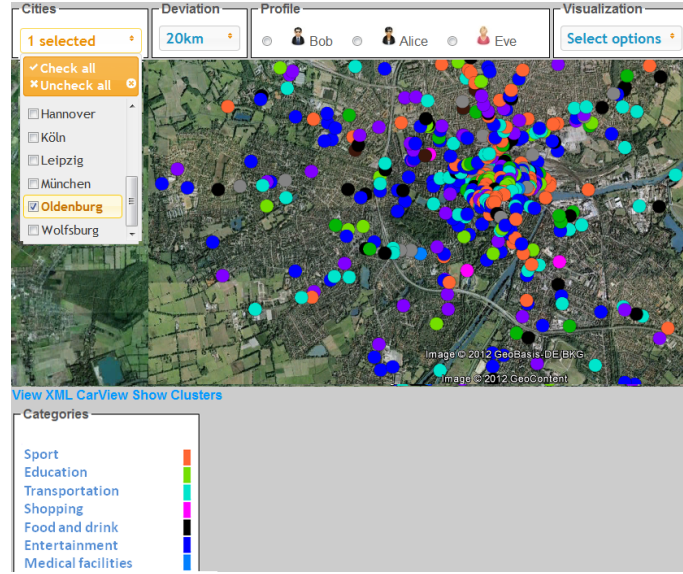 Cities
Deviation
Profile
Visualization
1 selected
20km
Bob
Alice
Eve
Select options
Check all
Uncheck all
Hannover
Köln
Leipzig
München
Oldenburg
Wolfsburg
Image © 2012 GeoBasis-DE/BKG
Image © 2012 GeoContent
View XML CarView Show Clusters
Categories
Sport
Education
Transportation
Shopping
Food and drink
Entertainment
Medical facilities